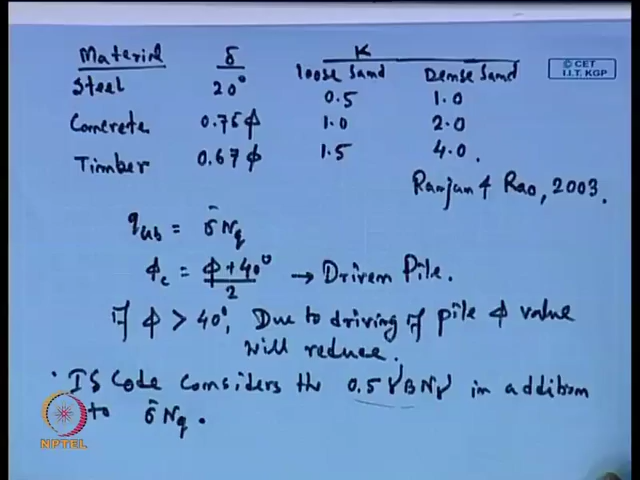 Material δ K
loose sand Dense sand
© CET
I.I.T. KGP
Steel 20° 0.5 1.0
Concrete 0.75ϕ 1.0 2.0
Timber 0.67ϕ 1.5 4.0.
Ranjan & Rao, 2003.
qub = σ̄ Nq
ϕc = ϕ+40°/2 → Driven Pile.
if ϕ > 40°, Due to driving of pile ϕ value
will reduce.
IS Code considers the 0.5γBNγ in addition
to σ̄ Nq.
NPTEL